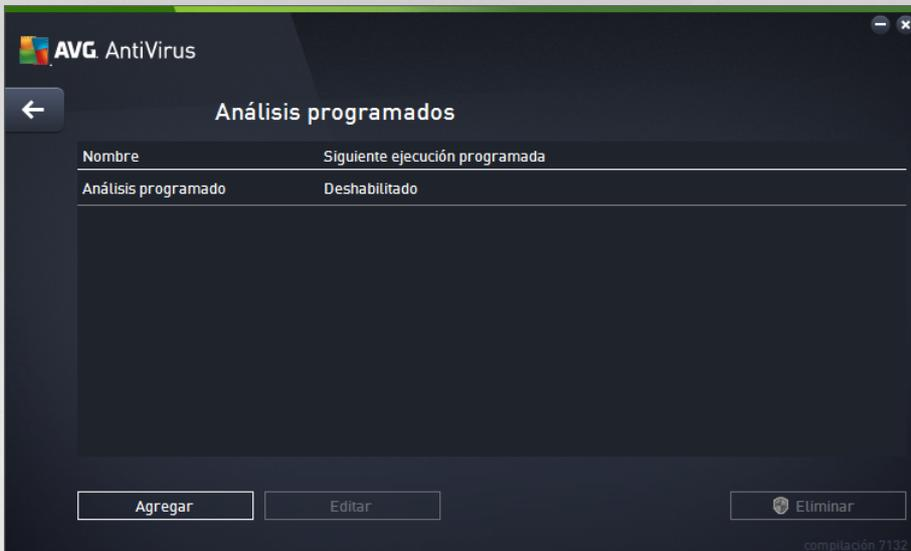 AVG. AntiVirus
Análisis programados
Nombre Siguiente ejecución programada
Análisis programado Deshabilitado
Agregar Editar Eliminar
compilación 7132